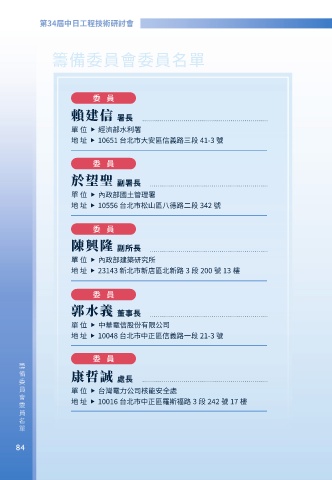 第34屆中日工程技術研討會
籌備委員會委員名單
委 員
賴建信 署長
單 位 ▶ 經濟部水利署
地 址 ▶ 10651 台北市大安區信義路三段 41-3 號
委 員
於望聖 副署長
單 位 ▶ 內政部國土管理署
地 址 ▶ 10556 台北市松山區八德路二段 342 號
委 員
陳興隆 副所長
單 位 ▶ 內政部建築研究所
地 址 ▶ 23143 新北市新店區北新路 3 段 200 號 13 樓
委 員
郭水義 董事長
單 位 ▶ 中華電信股份有限公司
地 址 ▶ 10048 台北市中正區信義路一段 21-3 號
委 員
康哲誠 處長
單 位 ▶ 台灣電力公司核能安全處
地 址 ▶ 10016 台北市中正區羅斯福路 3 段 242 號 17 樓
籌備委員會委員名單
84